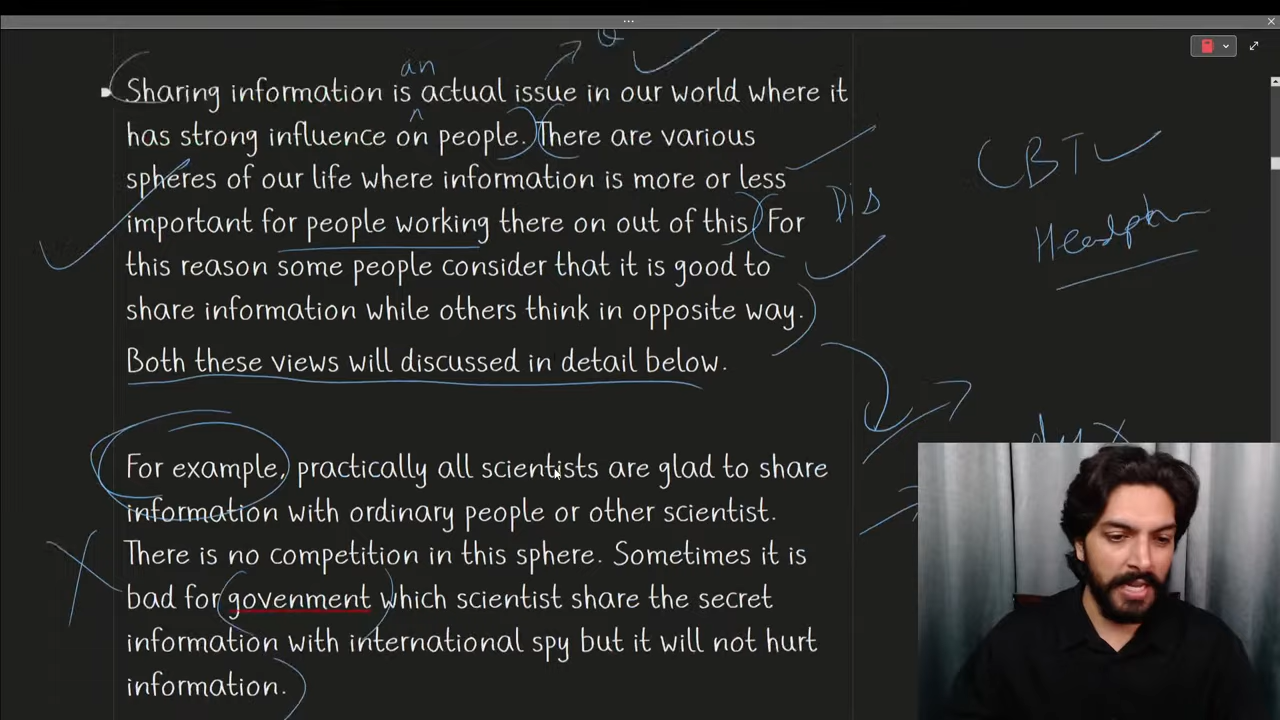 an
Sharing information is actual issue in our world where it
has strong influence on people. There are various
spheres of our life where information is more or less
important for people working there on out of this. For
this reason some people consider that it is good to
share information while others think in opposite way.
Both these views will discussed in detail below.
For example, practically all scientists are glad to share
information with ordinary people or other scientist.
There is no competition in this sphere. Sometimes it is
bad for govenment which scientist share the secret
information with international spy but it will not hurt
information.
CBT
Dis